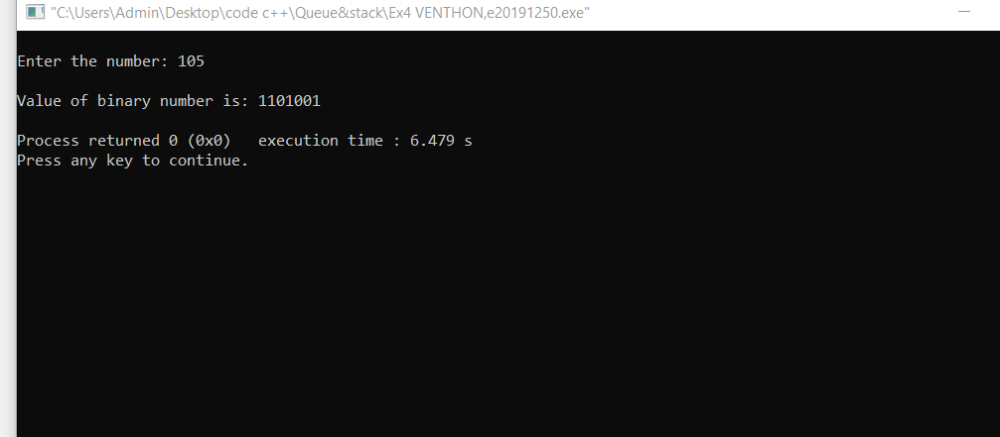 "C:\Users\Admin\Desktop\code c++\Queue&stack\Ex4 VENTHON,e20191250.exe"
Enter the number: 105
Value of binary number is: 1101001
Process returned 0 (0x0)   execution time : 6.479 s
Press any key to continue.